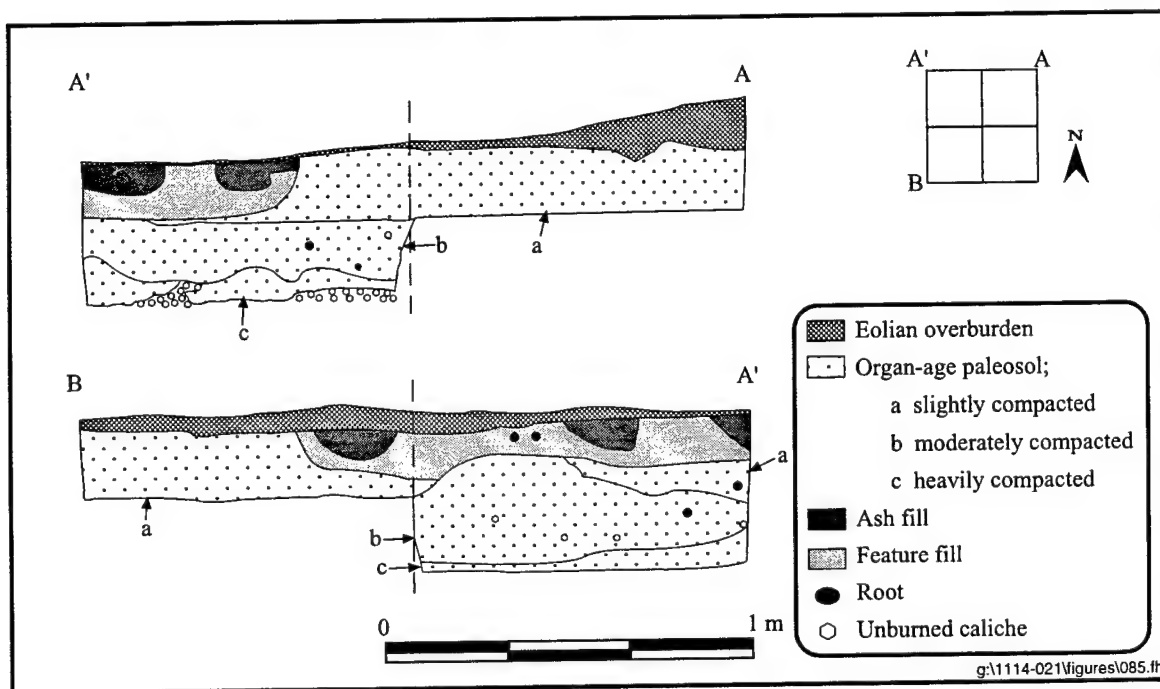 A'
A
A'
A
B
N
b
a
c
B
A'
a
a
b
c
Eolian overburden
Organ-age paleosol;
a slightly compacted
b moderately compacted
c heavily compacted
Ash fill
Feature fill
Root
Unburned caliche
0
1 m
g:\1114-021\figures\085.fh